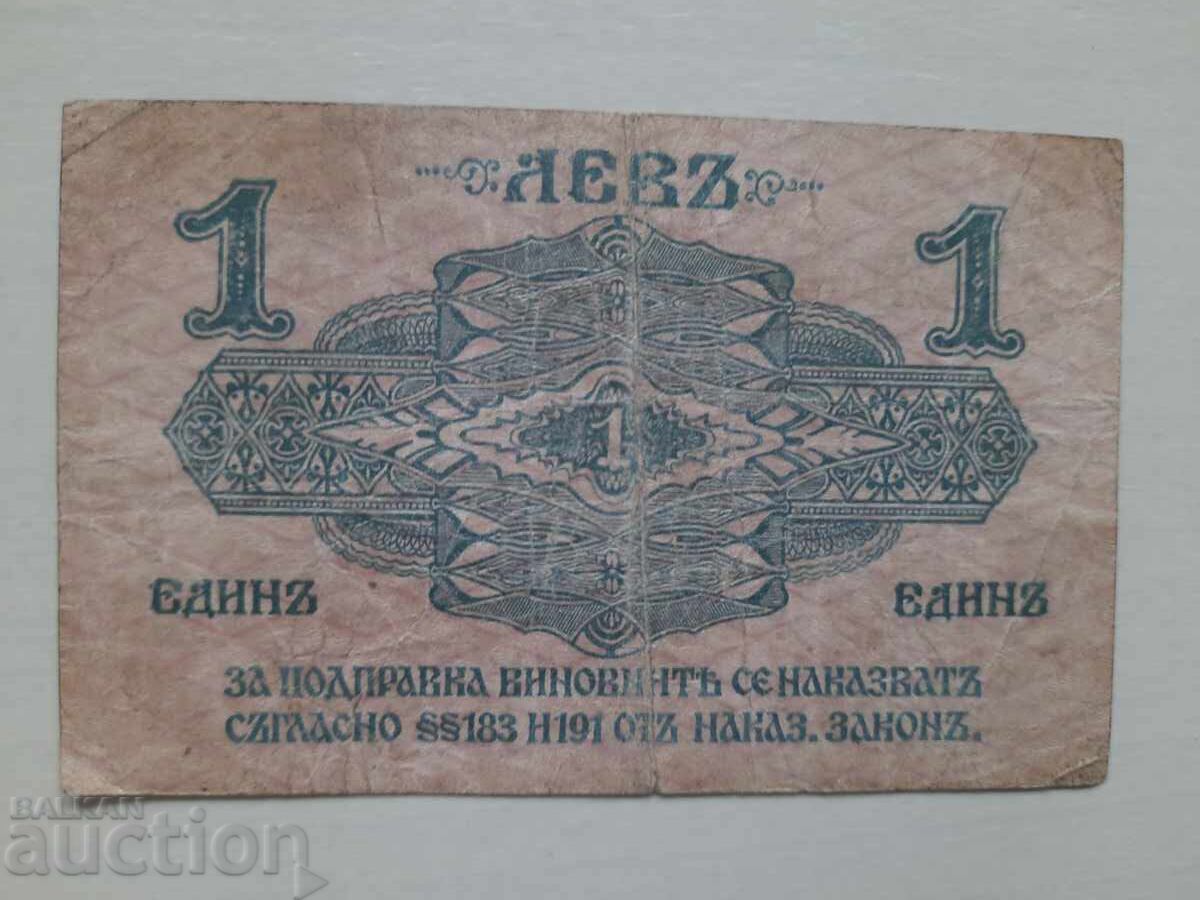 ЛЕВЪ
1 1
1
ЕДИНЪ ЕДИНЪ
ЗА ПОДПРАВКА ВИНОВНИТѢ СЕ НАКАЗВАТЪ
СЪГЛАСНО §§183 И 191 ОТЪ НАКАЗ. ЗАКОНЪ.
BALKAN
auction